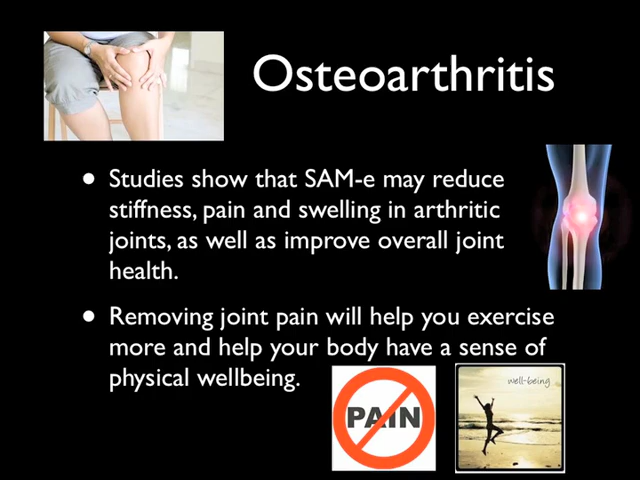 Osteoarthritis
• Studies show that SAM-e may reduce
stiffness, pain and swelling in arthritic
joints, as well as improve overall joint
health.
• Removing joint pain will help you exercise
more and help your body have a sense of
physical wellbeing.
PAIN
well-being